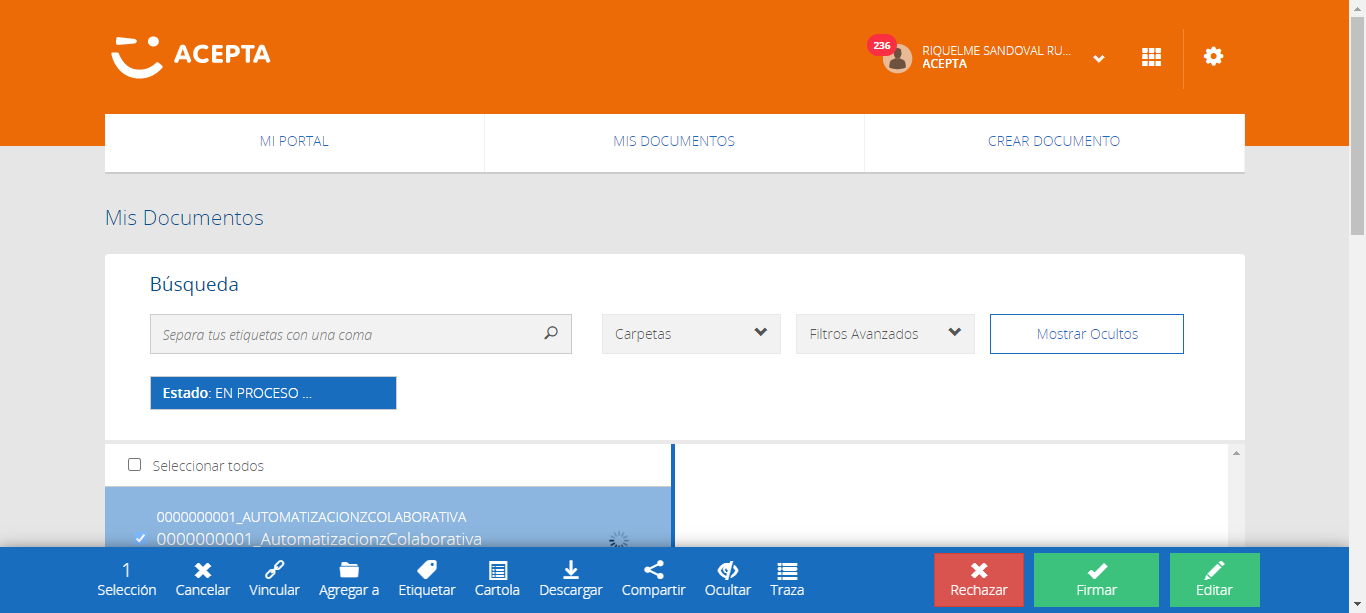 ACEPTA
236
RIQUELME SANDOVAL RU...
ACEPTA
MI PORTAL
MIS DOCUMENTOS
CREAR DOCUMENTO
Mis Documentos
Búsqueda
Separa tus etiquetas con una coma
Carpetas
Filtros Avanzados
Mostrar Ocultos
Estado: EN PROCESO ...
Seleccionar todos
0000000001_AUTOMATIZACIONZCOLABORATIVA
0000000001_AutomatizacionzColaborativa
1
Selección
Cancelar
Vincular
Agregar a
Etiquetar
Cartola
Descargar
Compartir
Ocultar
Traza
Rechazar
Firmar
Editar